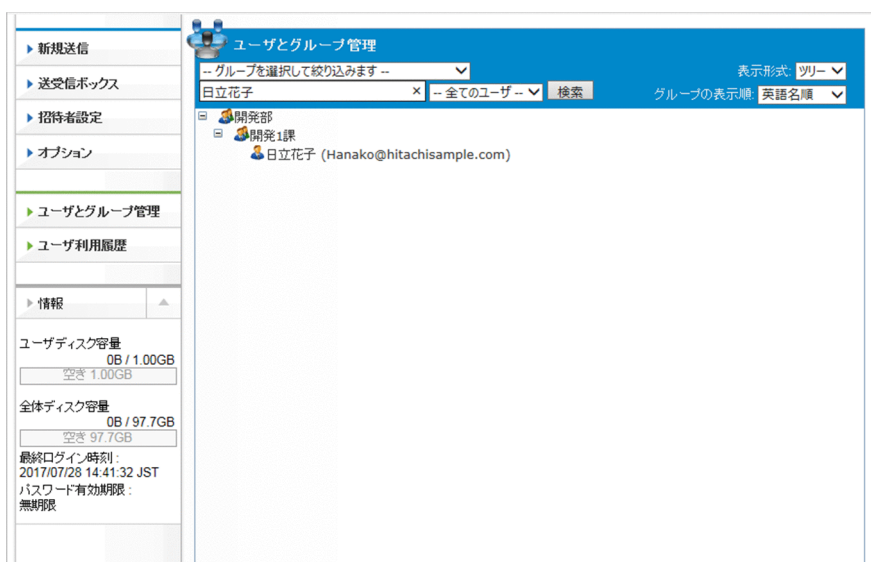 新規送信
送受信ボックス
招待者設定
オプション
ユーザとグループ管理
ユーザ利用履歴
情報
ユーザディスク容量
0B / 1.00GB
空き 1.00GB
全体ディスク容量
0B / 97.7GB
空き 97.7GB
最終ログイン時刻 :
2017/07/28 14:41:32 JST
パスワード有効期限 :
無期限
ユーザとグループ管理
-- グループを選択して絞り込みます --
表示形式: ツリー
日立花子 × -- 全てのユーザ -- 検索
グループの表示順: 英語名順
開発部
開発1課
日立花子 (Hanako@hitachisample.com)